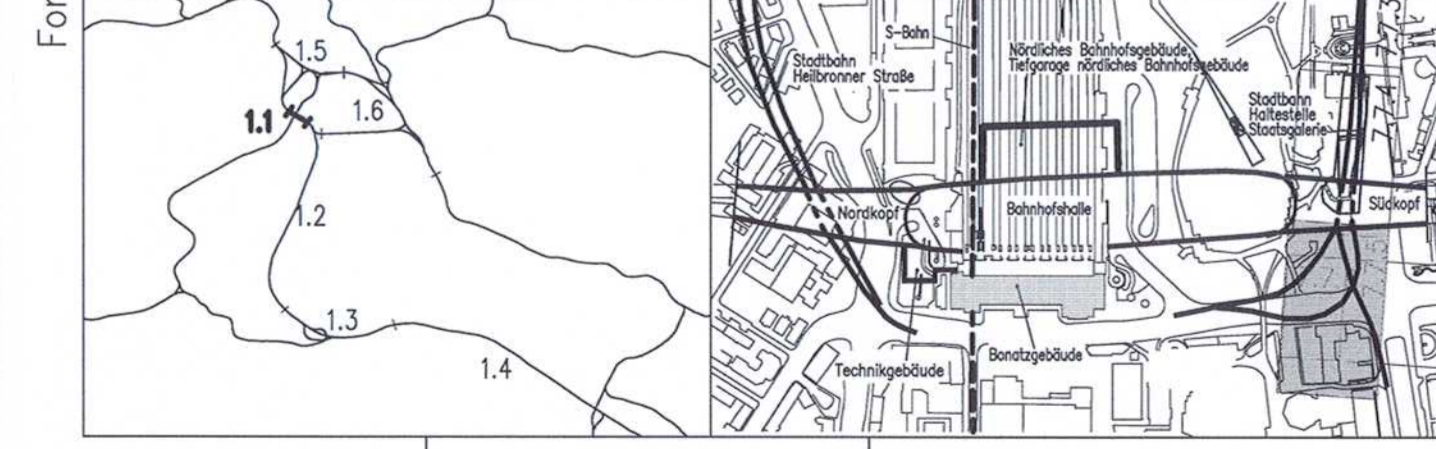 For
1.5
1.6
1.1
1.2
1.3
1.4
S-Bahn
Nördliches Bahnhofsgebäude,
Tiefgarage nördliches Bahnhofsgebäude
Stadtbahn
Heilbronner Straße
Stadtbahn
Haltestelle
Staatsgalerie
Nordkopf
Bahnhofshalle
Südkopf
Technikgebäude
Bonatzgebäude